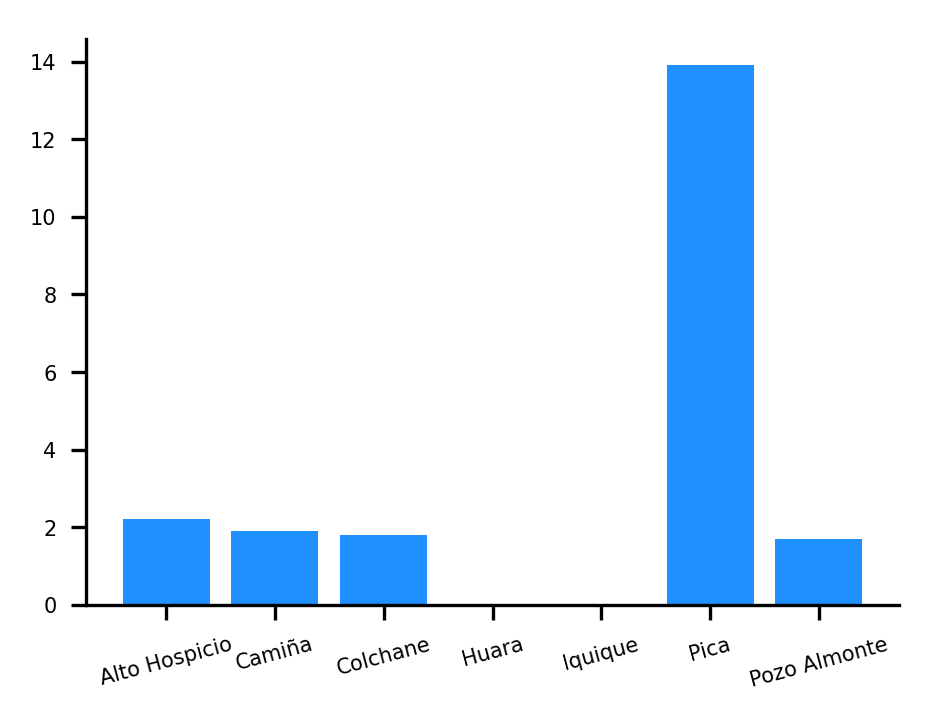 14
12
10
8
6
4
2
0
Alto Hospicio
Camiña
Colchane
Huara
Iquique
Pica
Pozo Almonte